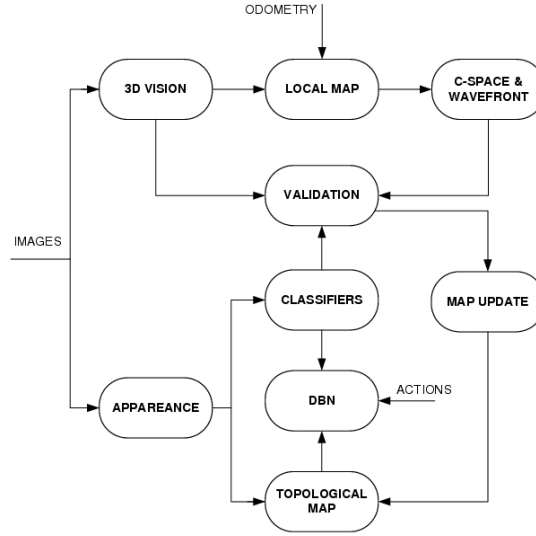 ODOMETRY
3D VISION
LOCAL MAP
C-SPACE &
WAVEFRONT
VALIDATION
IMAGES
CLASSIFIERS
MAP UPDATE
APPAREANCE
DBN
ACTIONS
TOPOLOGICAL
MAP